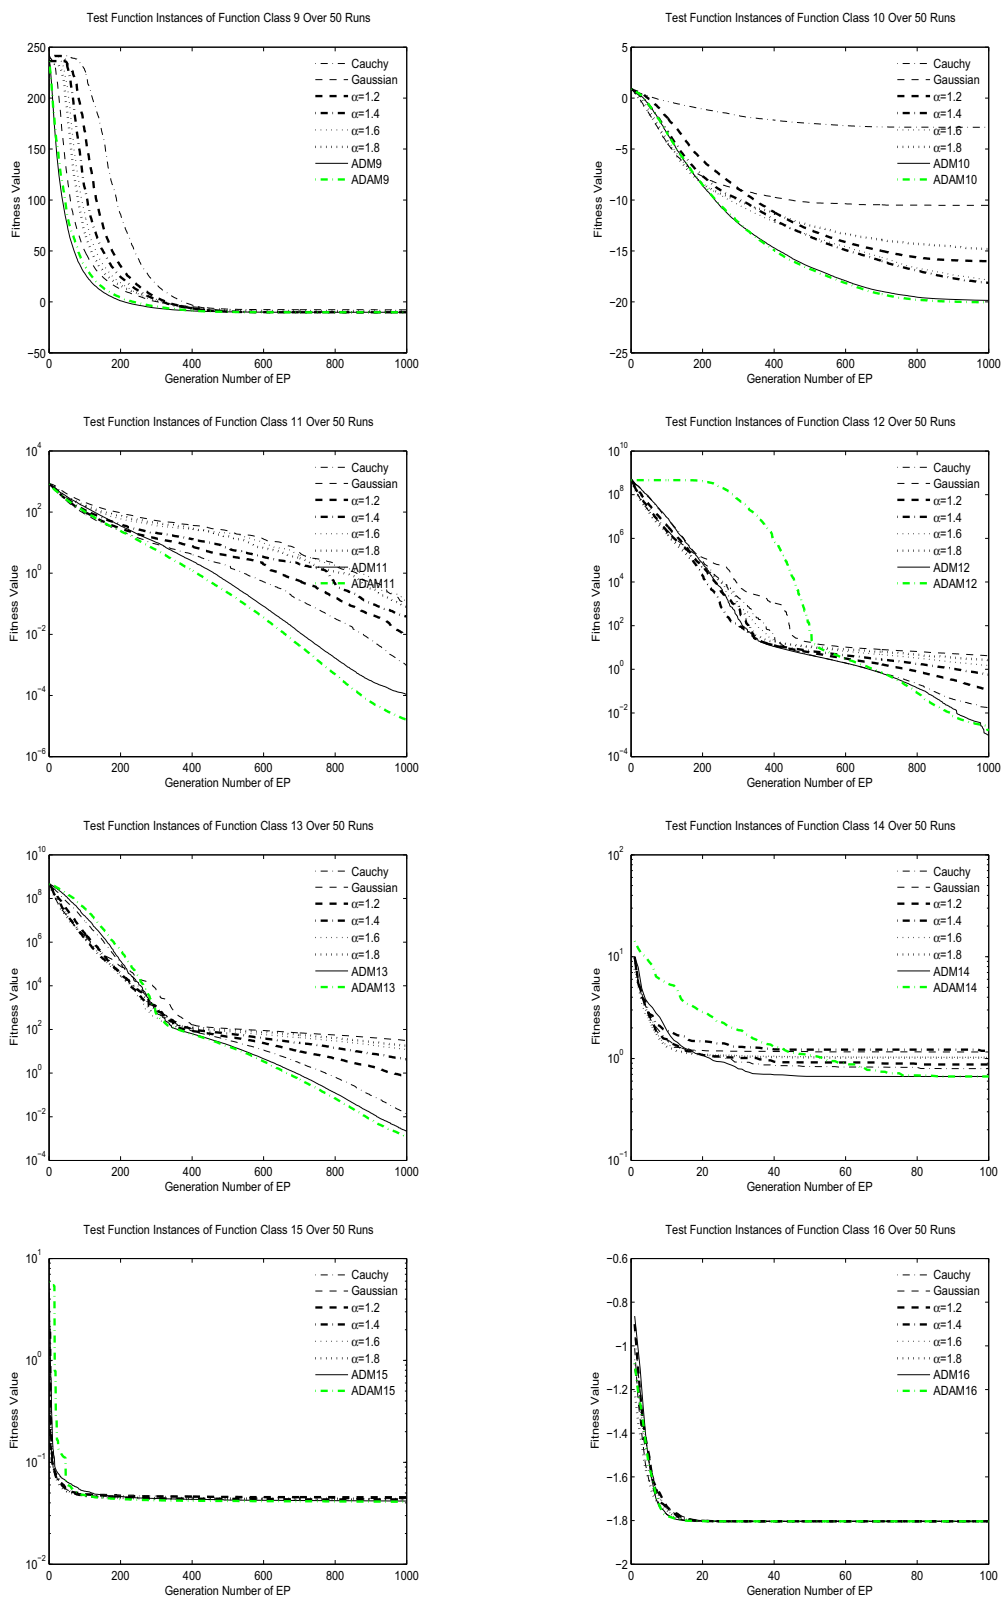 Test Function Instances of Function Class 9 Over 50 Runs
250
200
150
100
50
0
−50
Fitness Value
0 200 400 600 800 1000
Generation Number of EP
Cauchy
Gaussian
α=1.2
α=1.4
α=1.6
α=1.8
ADM9
ADAM9
Test Function Instances of Function Class 10 Over 50 Runs
5
0
−5
−10
−15
−20
−25
Fitness Value
0 200 400 600 800 1000
Generation Number of EP
Cauchy
Gaussian
α=1.2
α=1.4
α=1.6
α=1.8
ADM10
ADAM10
Test Function Instances of Function Class 11 Over 50 Runs
10^4
10^2
10^0
10^−2
10^−4
10^−6
Fitness Value
0 200 400 600 800 1000
Generation Number of EP
Cauchy
Gaussian
α=1.2
α=1.4
α=1.6
α=1.8
ADM11
ADAM11
Test Function Instances of Function Class 12 Over 50 Runs
10^10
10^8
10^6
10^4
10^2
10^0
10^−2
10^−4
Fitness Value
0 200 400 600 800 1000
Generation Number of EP
Cauchy
Gaussian
α=1.2
α=1.4
α=1.6
α=1.8
ADM12
ADAM12
Test Function Instances of Function Class 13 Over 50 Runs
10^10
10^8
10^6
10^4
10^2
10^0
10^−2
10^−4
Fitness Value
0 200 400 600 800 1000
Generation Number of EP
Cauchy
Gaussian
α=1.2
α=1.4
α=1.6
α=1.8
ADM13
ADAM13
Test Function Instances of Function Class 14 Over 50 Runs
10^2
10^1
10^0
10^−1
Fitness Value
0 20 40 60 80 100
Generation Number of EP
Cauchy
Gaussian
α=1.2
α=1.4
α=1.6
α=1.8
ADM14
ADAM14
Test Function Instances of Function Class 15 Over 50 Runs
10^1
10^0
10^−1
10^−2
Fitness Value
0 200 400 600 800 1000
Generation Number of EP
Cauchy
Gaussian
α=1.2
α=1.4
α=1.6
α=1.8
ADM15
ADAM15
Test Function Instances of Function Class 16 Over 50 Runs
−0.6
−0.8
−1
−1.2
−1.4
−1.6
−1.8
−2
Fitness Value
0 20 40 60 80 100
Generation Number of EP
Cauchy
Gaussian
α=1.2
α=1.4
α=1.6
α=1.8
ADM16
ADAM16